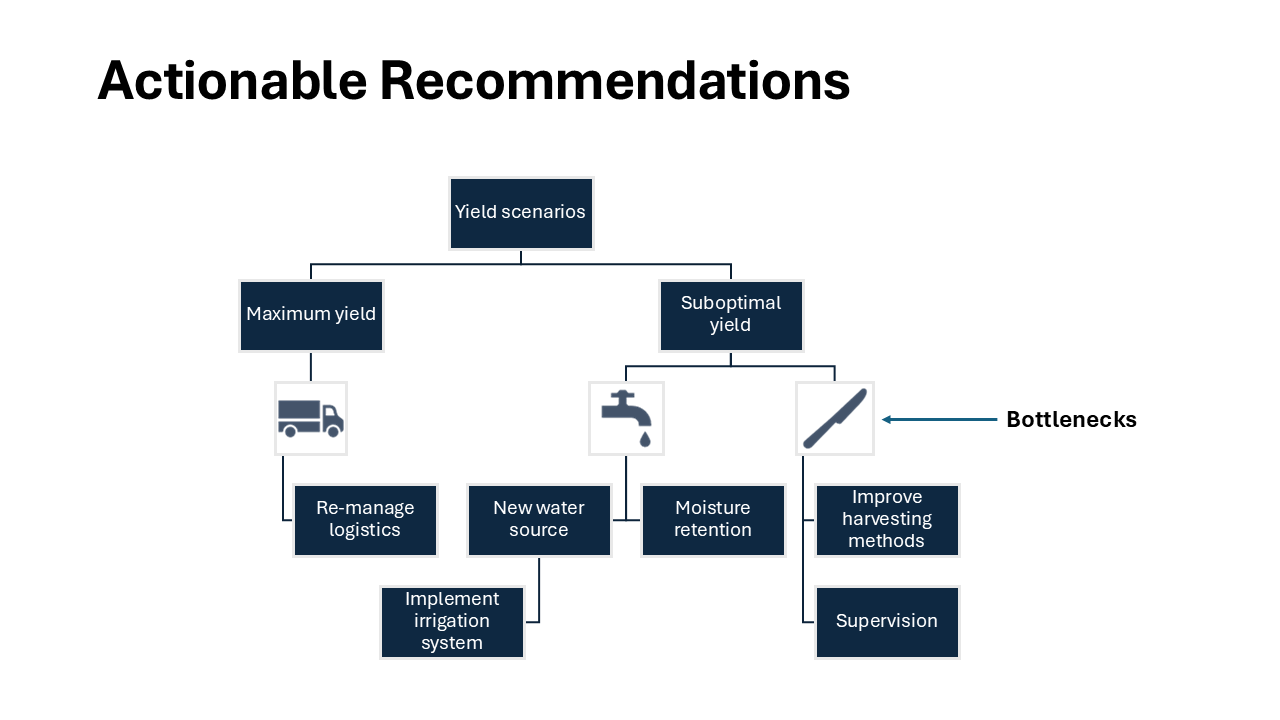 Actionable Recommendations
Yield scenarios
Maximum yield
Suboptimal
yield
Bottlenecks
Re-manage
logistics
New water
source
Moisture
retention
Improve
harvesting
methods
Implement
irrigation
system
Supervision